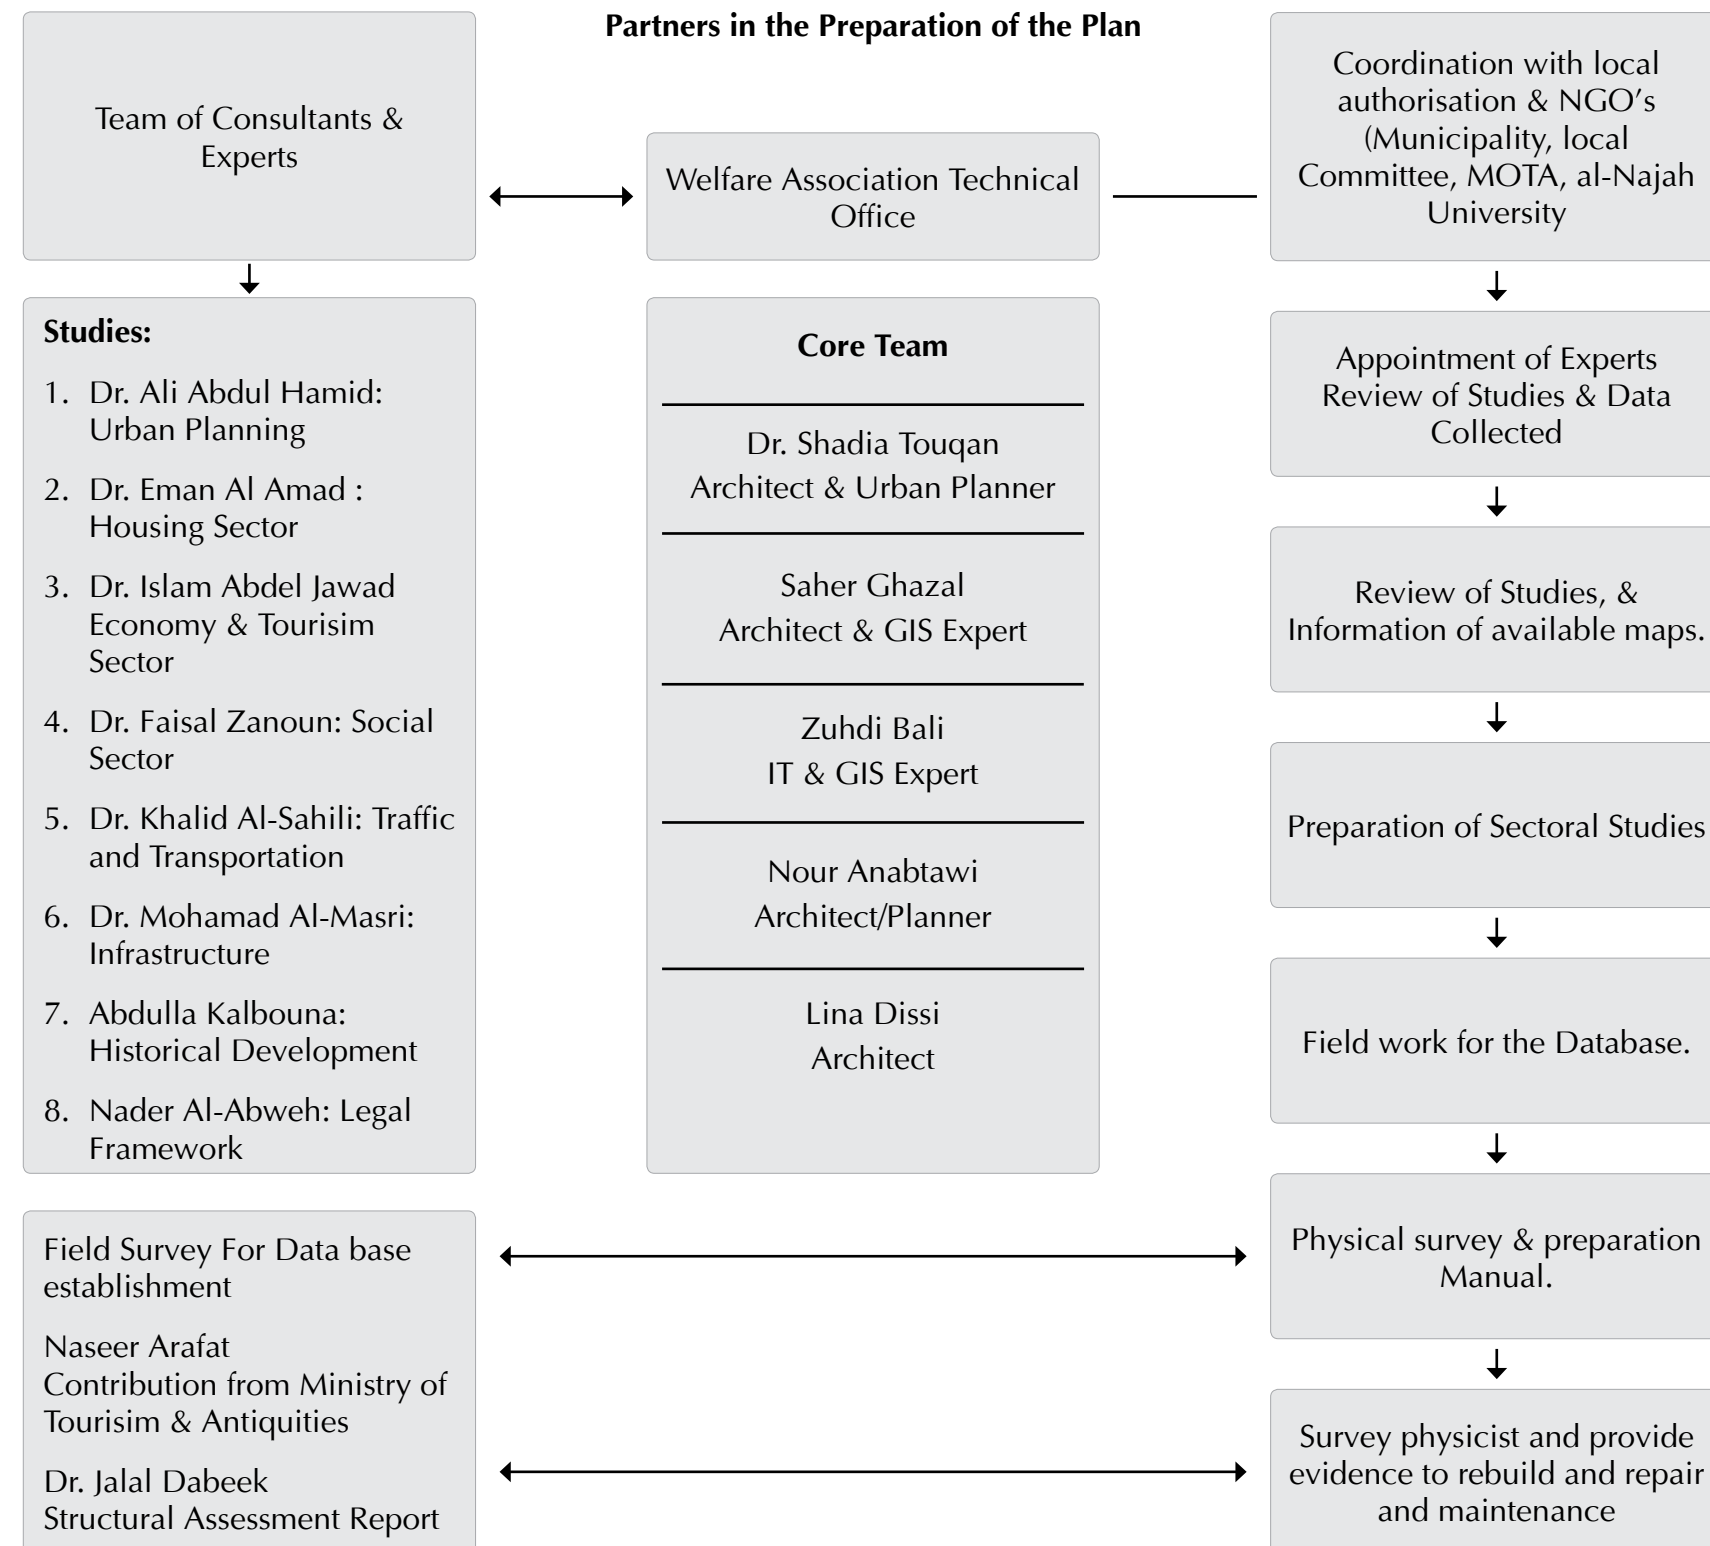 Partners in the Preparation of the Plan
Team of Consultants &
Experts
Welfare Association Technical
Office
Coordination with local
authorisation & NGO’s
(Municipality, local
Committee, MOTA, al-Najah
University
Studies:
1. Dr. Ali Abdul Hamid:
Urban Planning
2. Dr. Eman Al Amad :
Housing Sector
3. Dr. Islam Abdel Jawad
Economy & Tourisim
Sector
4. Dr. Faisal Zanoun: Social
Sector
5. Dr. Khalid Al-Sahili: Traffic
and Transportation
6. Dr. Mohamad Al-Masri:
Infrastructure
7. Abdulla Kalbouna:
Historical Development
8. Nader Al-Abweh: Legal
Framework
Core Team
Dr. Shadia Touqan
Architect & Urban Planner
Saher Ghazal
Architect & GIS Expert
Zuhdi Bali
IT & GIS Expert
Nour Anabtawi
Architect/Planner
Lina Dissi
Architect
Appointment of Experts
Review of Studies & Data
Collected
Review of Studies, &
Information of available maps.
Preparation of Sectoral Studies
Field work for the Database.
Physical survey & preparation
Manual.
Survey physicist and provide
evidence to rebuild and repair
and maintenance
Field Survey For Data base
establishment
Naseer Arafat
Contribution from Ministry of
Tourisim & Antiquities
Dr. Jalal Dabeek
Structural Assessment Report